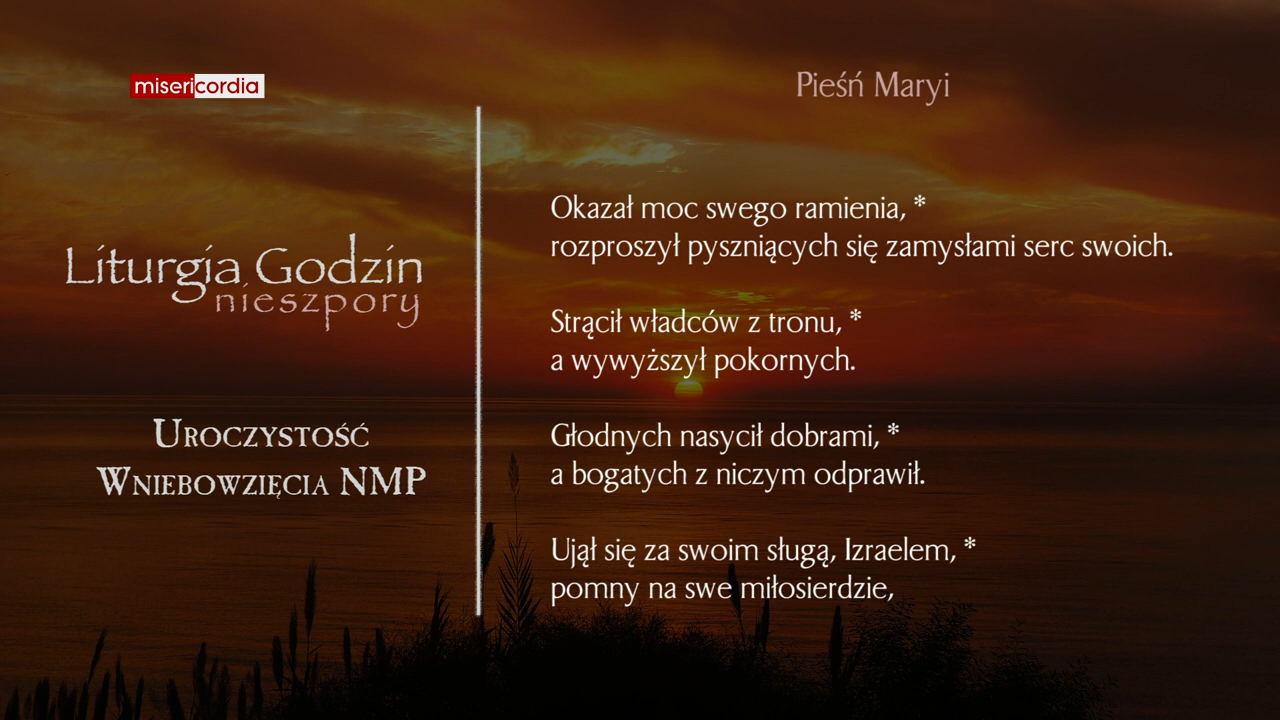 misericordia
Liturgia Godzin
nieszpory
Uroczystość
Wniebowzięcia NMP
Pieśń Maryi
Okazał moc swego ramienia, *
rozproszył pyszniących się zamysłami serc swoich.
Strącił władców z tronu, *
a wywyższył pokornych.
Głodnych nasycił dobrami, *
a bogatych z niczym odprawił.
Ujął się za swoim sługą, Izraelem, *
pomny na swe miłosierdzie,